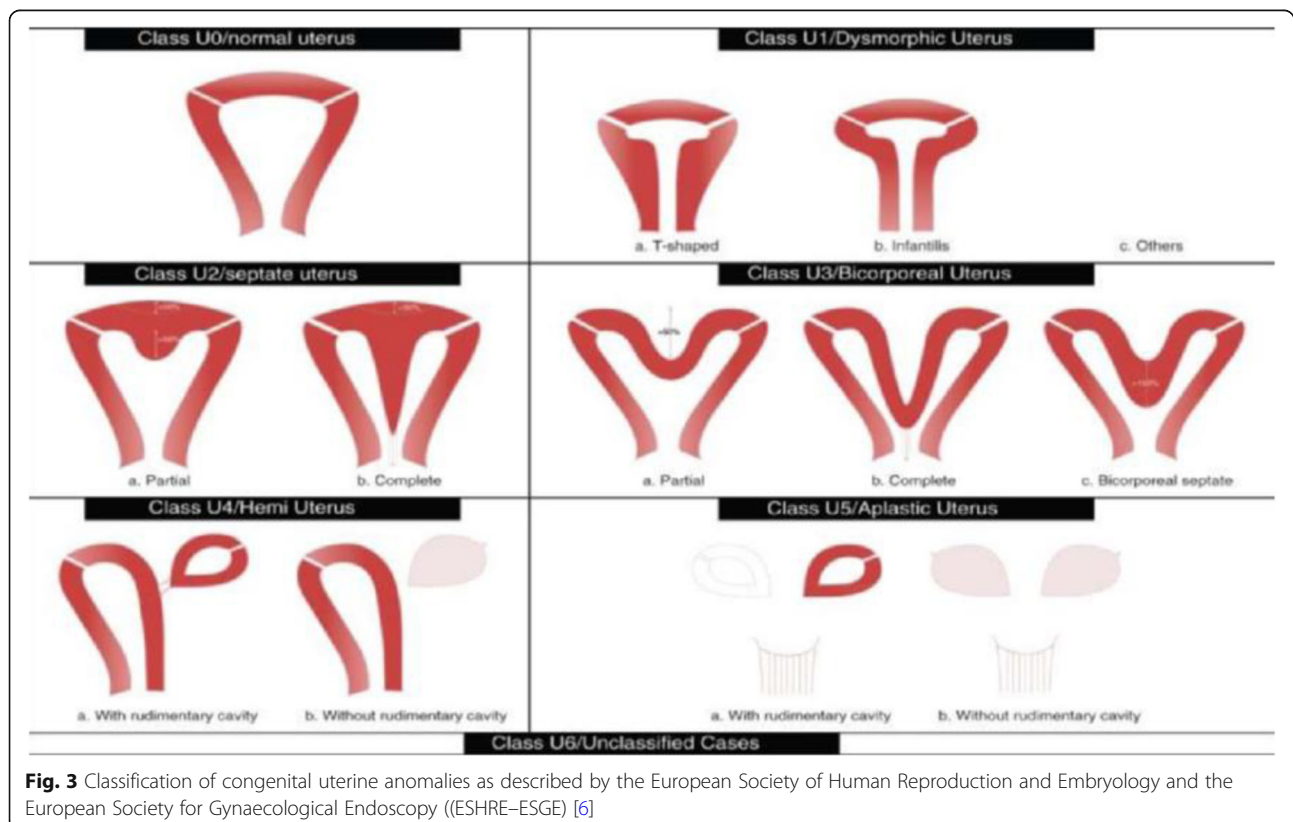 Class U0/normal uterus
Class U1/Dysmorphic Uterus
a. T-shaped
b. Infantilis
c. Others
Class U2/septate uterus
Class U3/Bicorporeal Uterus
a. Partial
b. Complete
a. Partial
b. Complete
c. Bicorporeal septate
Class U4/Hemi Uterus
Class U5/Aplastic Uterus
a. With rudimentary cavity
b. Without rudimentary cavity
a. With rudimentary cavity
b. Without rudimentary cavity
Class U6/Unclassified Cases
Fig. 3 Classification of congenital uterine anomalies as described by the European Society of Human Reproduction and Embryology and the
European Society for Gynaecological Endoscopy ((ESHRE–ESGE) [6]